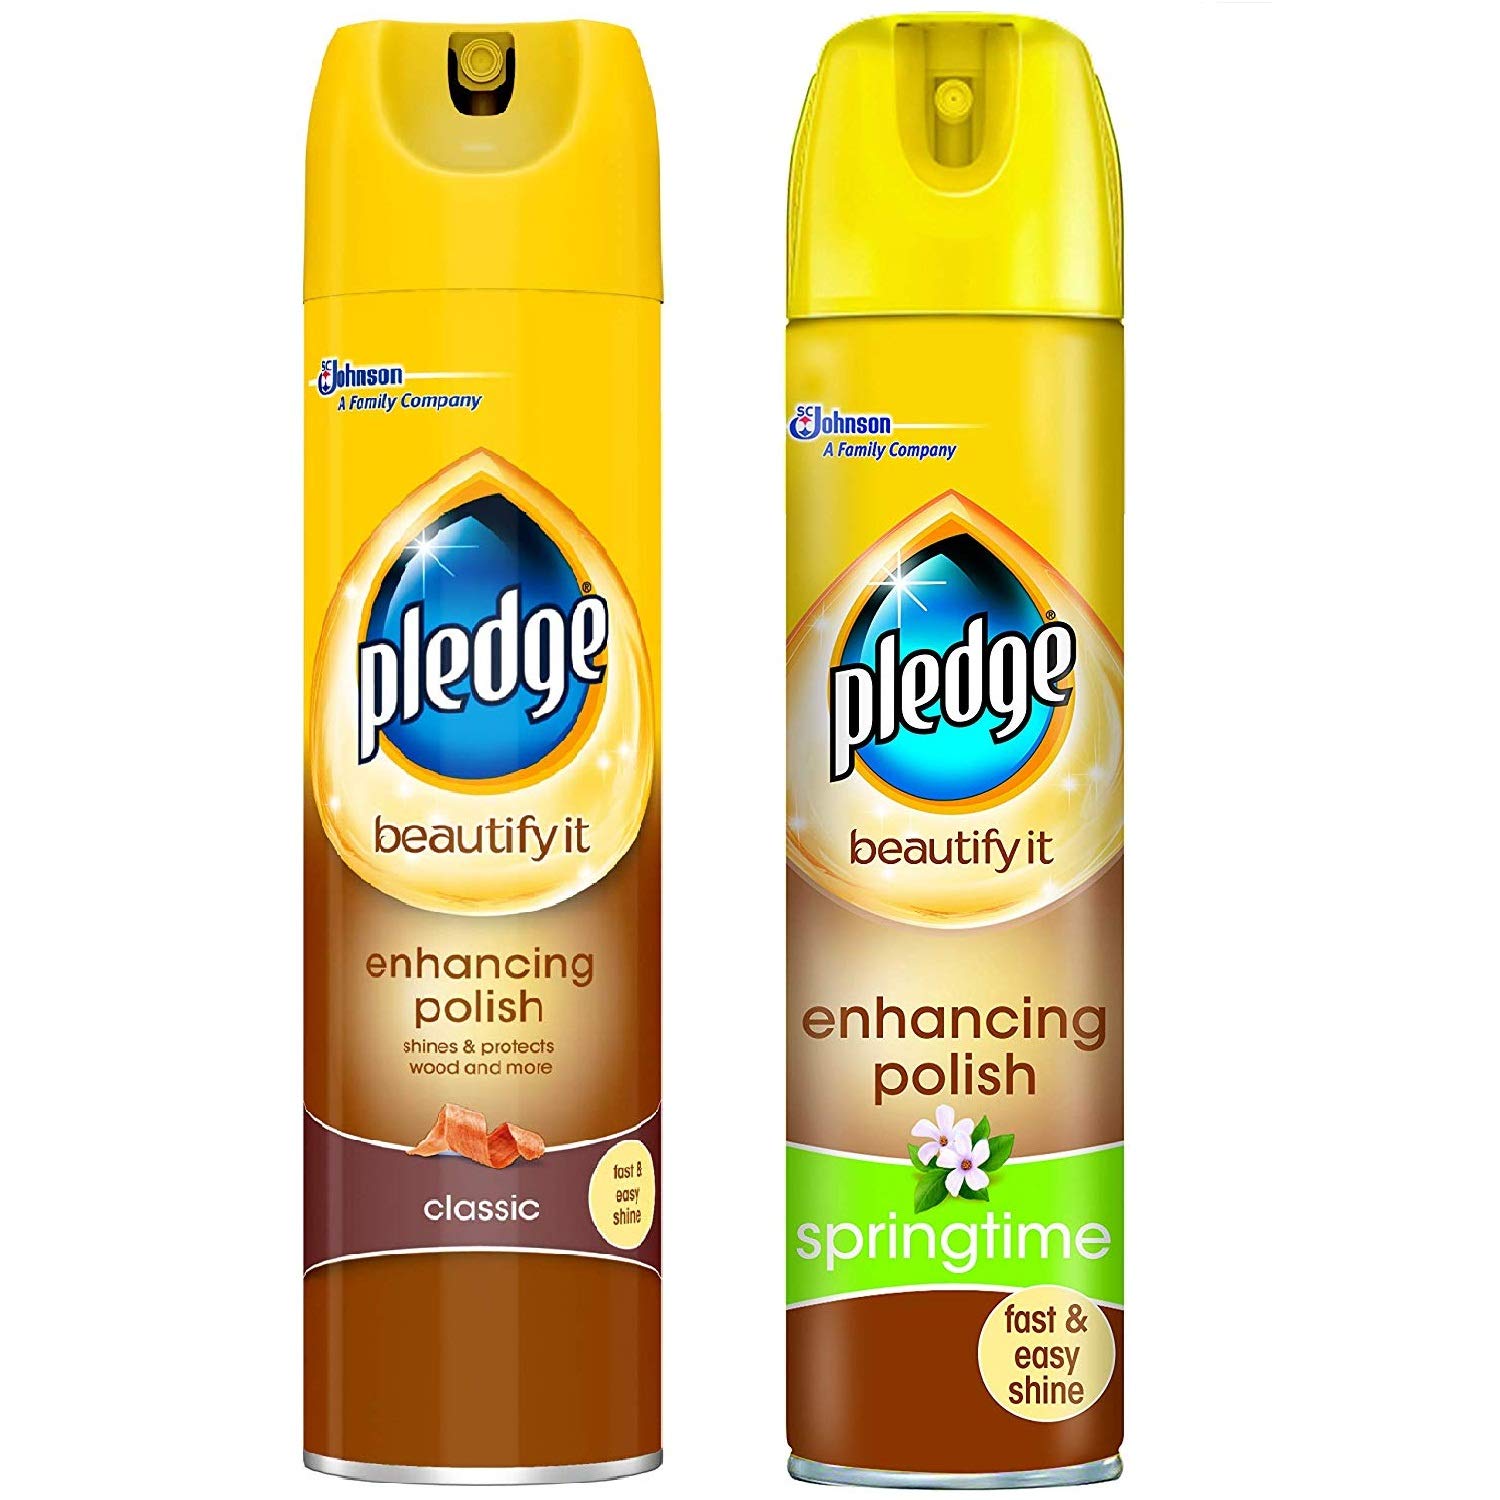 SC Johnson
A Family Company
pledge®
beautify it
enhancing
polish
shines & protects
wood and more
classic
fast &
easy
shine
SC Johnson
A Family Company
pledge®
beautify it
enhancing
polish
springtime
fast &
easy
shine